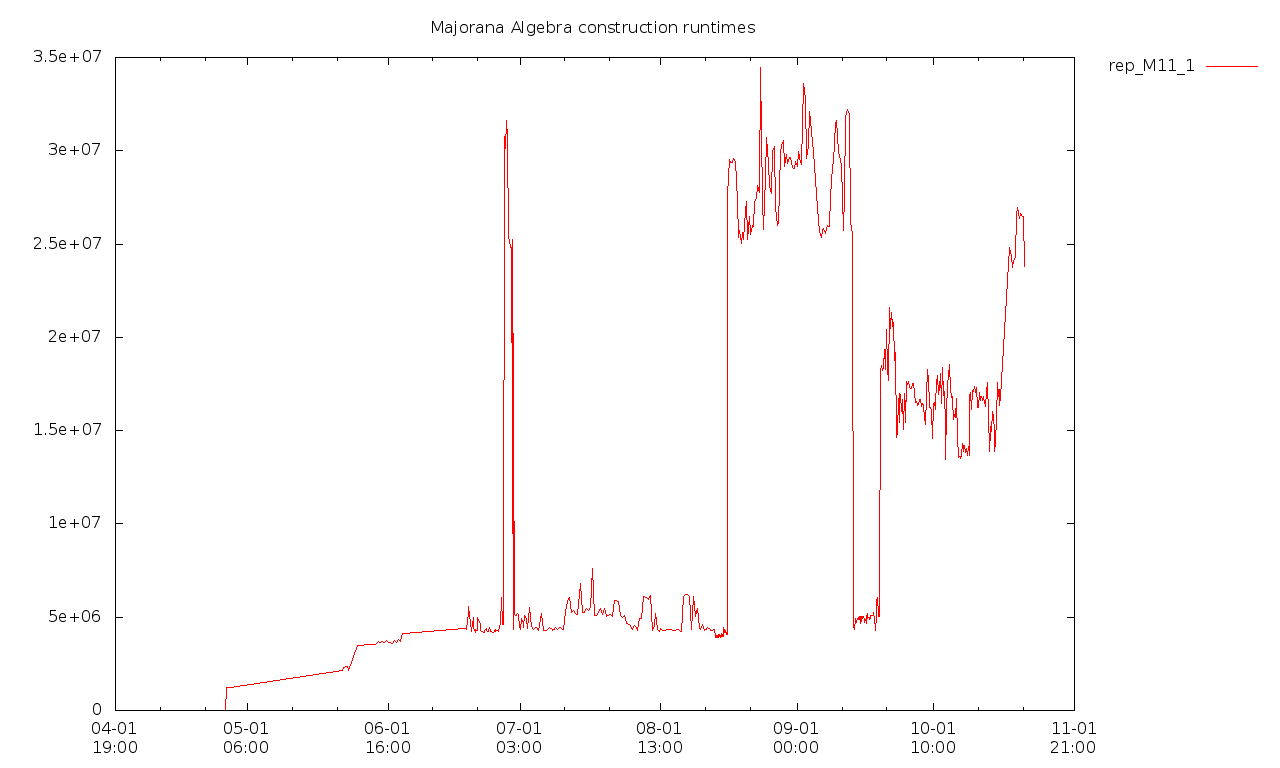 Majorana Algebra construction runtimes
rep_M11_1
3.5e+07
3e+07
2.5e+07
2e+07
1.5e+07
1e+07
5e+06
0
04-01 05-01 06-01 07-01 08-01 09-01 10-01 11-01
19:00 06:00 16:00 03:00 13:00 00:00 10:00 21:00